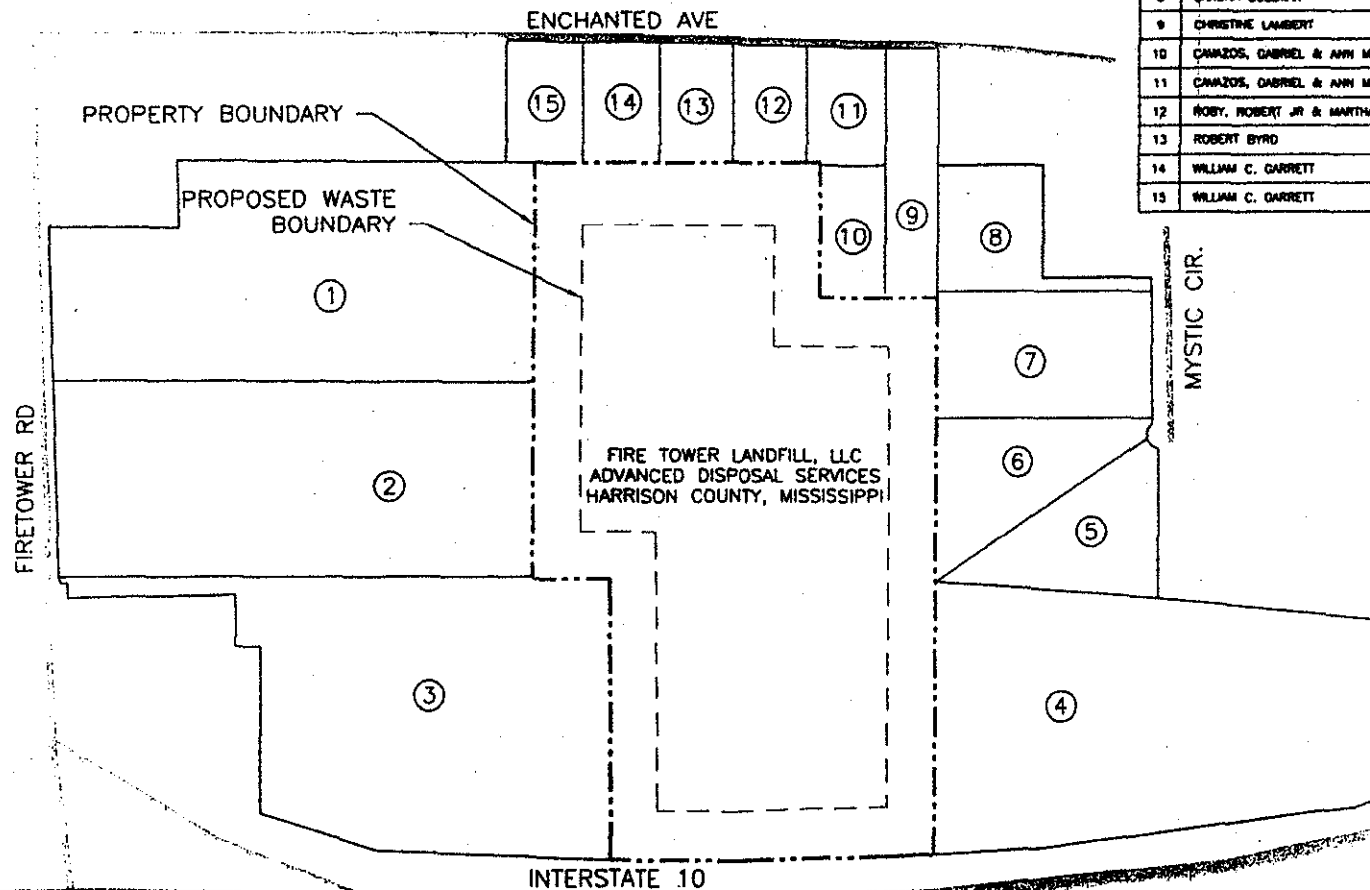 ENCHANTED AVE
9 CHRISTINE LAMBERT
10 CAVAZOS, GABRIEL & ANN M
11 CAVAZOS, GABRIEL & ANN M
12 ROBY, ROBERT JR & MARTHA
13 ROBERT BYRD
14 WILLIAM C. GARRETT
15 WILLIAM C. GARRETT
PROPERTY BOUNDARY
15
14
13
12
11
PROPOSED WASTE
BOUNDARY
10
9
8
1
MYSTIC CIR.
7
FIRETOWER RD
FIRE TOWER LANDFILL, LLC
ADVANCED DISPOSAL SERVICES
HARRISON COUNTY, MISSISSIPPI
6
2
5
3
4
INTERSTATE 10